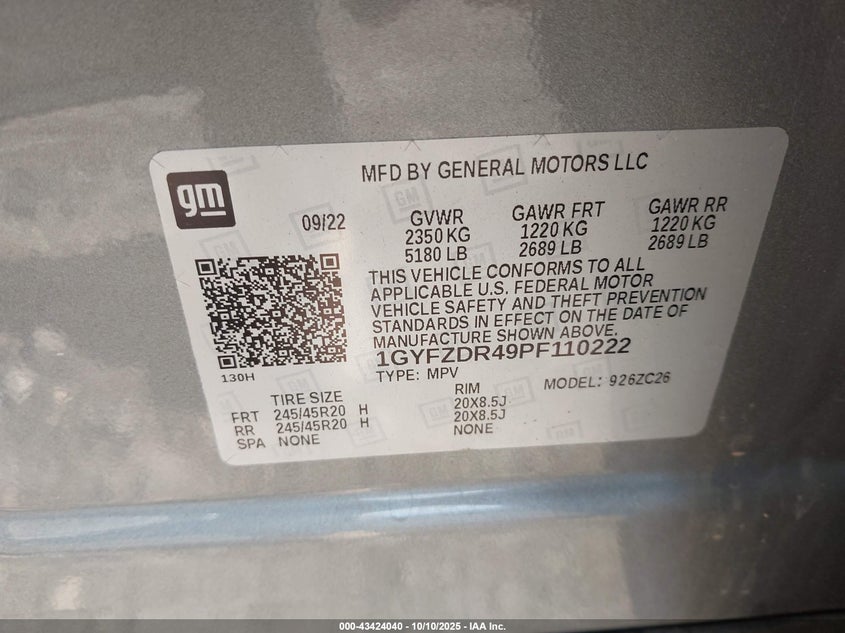 MFD BY GENERAL MOTORS LLC
gm
09/22
GVWR GAWR FRT GAWR RR
2350 KG 1220 KG 1220 KG
5180 LB 2689 LB 2689 LB
THIS VEHICLE CONFORMS TO ALL
APPLICABLE U.S. FEDERAL MOTOR
VEHICLE SAFETY AND THEFT PREVENTION
STANDARDS IN EFFECT ON THE DATE OF
MANUFACTURE SHOWN ABOVE.
1GYFZDR49PF110222
130H
TYPE: MPV MODEL: 926ZC26
TIRE SIZE RIM
FRT 245/45R20 H 20X8.5J
RR 245/45R20 H 20X8.5J
SPA NONE NONE
000-43424040 - 10/10/2025 - IAA Inc.